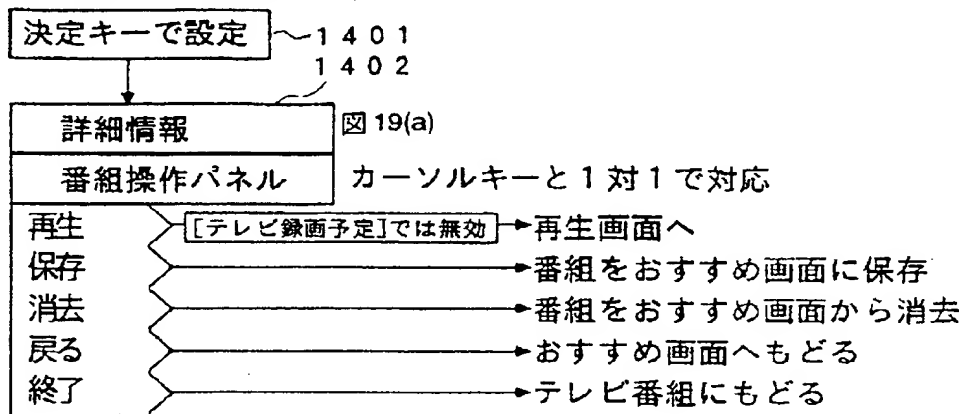 決定キーで設定 1401
1402
詳細情報 図19(a)
番組操作パネル カーソルキーと1対1で対応
再生 [テレビ録画予定]では無効 再生画面へ
保存 番組をおすすめ画面に保存
消去 番組をおすすめ画面から消去
戻る おすすめ画面へもどる
終了 テレビ番組にもどる